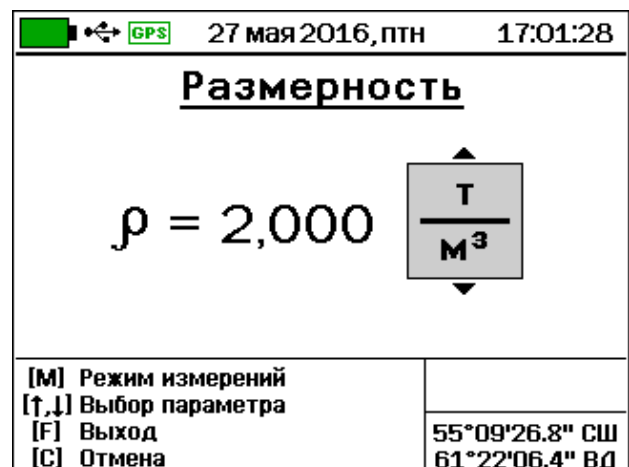 GPS 27 мая 2016, птн 17:01:28
Размерность
ρ = 2,000 т/м³
[M] Режим измерений
[↑,↓] Выбор параметра
[F] Выход
[C] Отмена
55°09'26.8" СШ
61°22'06.4" ВД